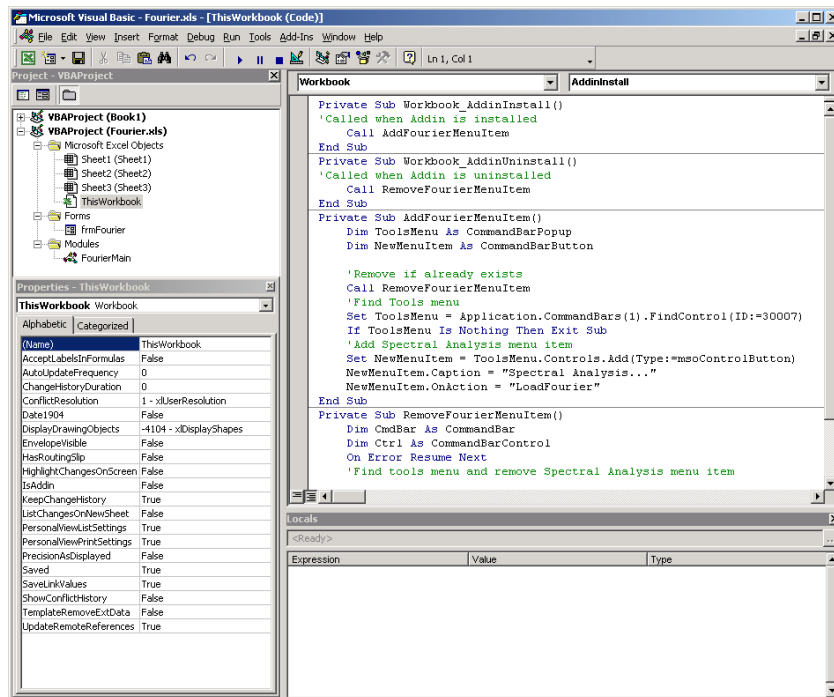 Microsoft Visual Basic - Fourier.xls - [ThisWorkbook (Code)]
File Edit View Insert Format Debug Run Tools Add-Ins Window Help
Ln 1, Col 1
Project - VBAProject
VBAProject (Book1)
VBAProject (Fourier.xls)
Microsoft Excel Objects
Sheet1 (Sheet1)
Sheet2 (Sheet2)
Sheet3 (Sheet3)
ThisWorkbook
Forms
frmFourier
Modules
FourierMain
Properties - ThisWorkbook
ThisWorkbook Workbook
Alphabetic Categorized
(Name) ThisWorkbook
AcceptLabelsInFormulas False
AutoUpdateFrequency 0
ChangeHistoryDuration 0
ConflictResolution 1 - xlUserResolution
Date1904 False
DisplayDrawingObjects -4104 - xlDisplayShapes
EnvelopeVisible False
HasRoutingSlip False
HighlightChangesOnScreen False
IsAddin False
KeepChangeHistory True
ListChangesOnNewSheet False
PersonalViewListSettings True
PersonalViewPrintSettings True
PrecisionAsDisplayed False
Saved True
SaveLinkValues True
ShowConflictHistory False
TemplateRemoveExtData False
UpdateRemoteReferences True
Workbook AddinInstall
Private Sub Workbook_AddinInstall()
'Called when Addin is installed
Call AddFourierMenuItem
End Sub
Private Sub Workbook_AddinUninstall()
'Called when Addin is uninstalled
Call RemoveFourierMenuItem
End Sub
Private Sub AddFourierMenuItem()
Dim ToolsMenu As CommandBarPopup
Dim NewMenuItem As CommandBarButton
'Remove if already exists
Call RemoveFourierMenuItem
'Find Tools menu
Set ToolsMenu = Application.CommandBars(1).FindControl(ID:=30007)
If ToolsMenu Is Nothing Then Exit Sub
'Add Spectral Analysis menu item
Set NewMenuItem = ToolsMenu.Controls.Add(Type:=msoControlButton)
NewMenuItem.Caption = "Spectral Analysis..."
NewMenuItem.OnAction = "LoadFourier"
End Sub
Private Sub RemoveFourierMenuItem()
Dim CmdBar As CommandBar
Dim Ctrl As CommandBarControl
On Error Resume Next
'Find tools menu and remove Spectral Analysis menu item
Locals
<Ready>
Expression Value Type